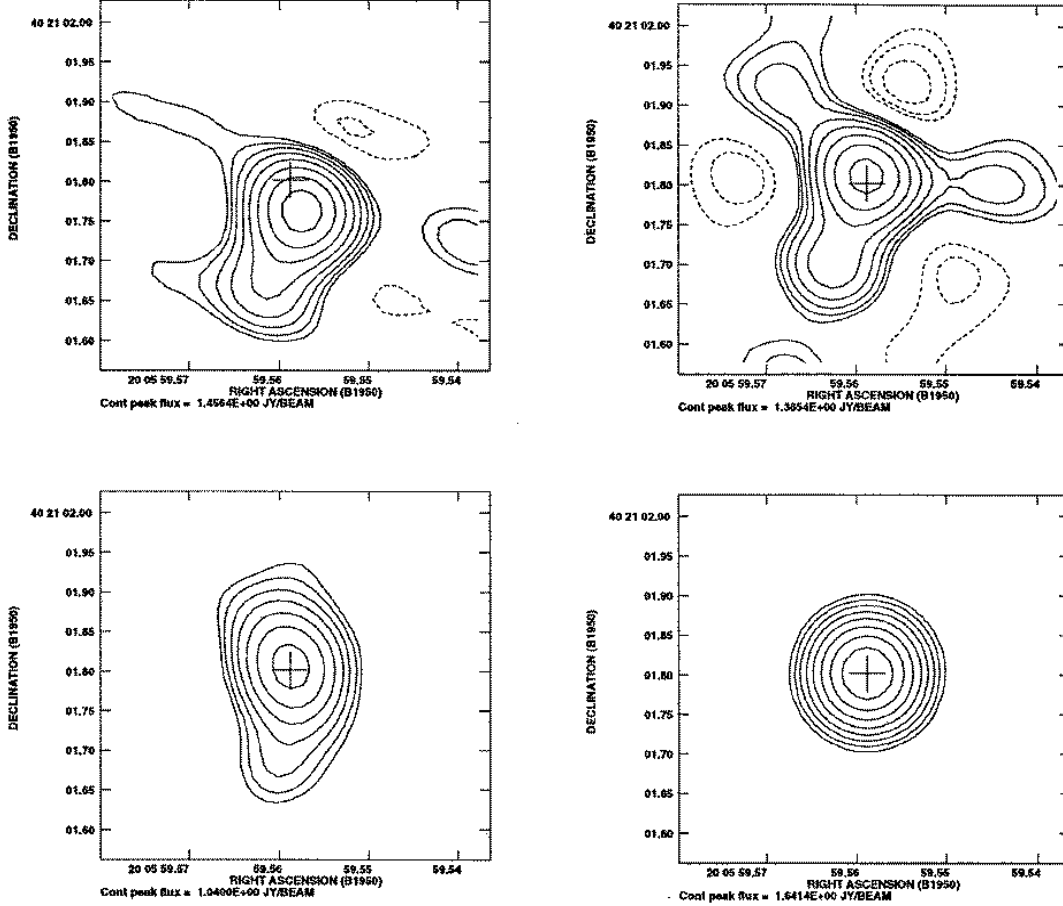 40 21 02.00
01.95
01.90
01.85
01.80
01.75
01.70
01.65
01.60
DECLINATION (B1950)
20 05 59.57 59.56 59.55 59.54
RIGHT ASCENSION (B1950)
Cont peak flux = 1.4564E+00 JY/BEAM
40 21 02.00
01.95
01.90
01.85
01.80
01.75
01.70
01.65
01.60
DECLINATION (B1950)
20 05 59.57 59.56 59.55 59.54
RIGHT ASCENSION (B1950)
Cont peak flux = 1.3654E+00 JY/BEAM
40 21 02.00
01.95
01.90
01.85
01.80
01.75
01.70
01.65
01.60
DECLINATION (B1950)
20 05 59.57 59.56 59.55 59.54
RIGHT ASCENSION (B1950)
Cont peak flux = 1.0400E+00 JY/BEAM
40 21 02.00
01.95
01.90
01.85
01.80
01.75
01.70
01.65
01.60
DECLINATION (B1950)
20 05 59.57 59.56 59.55 59.54
RIGHT ASCENSION (B1950)
Cont peak flux = 1.6414E+00 JY/BEAM